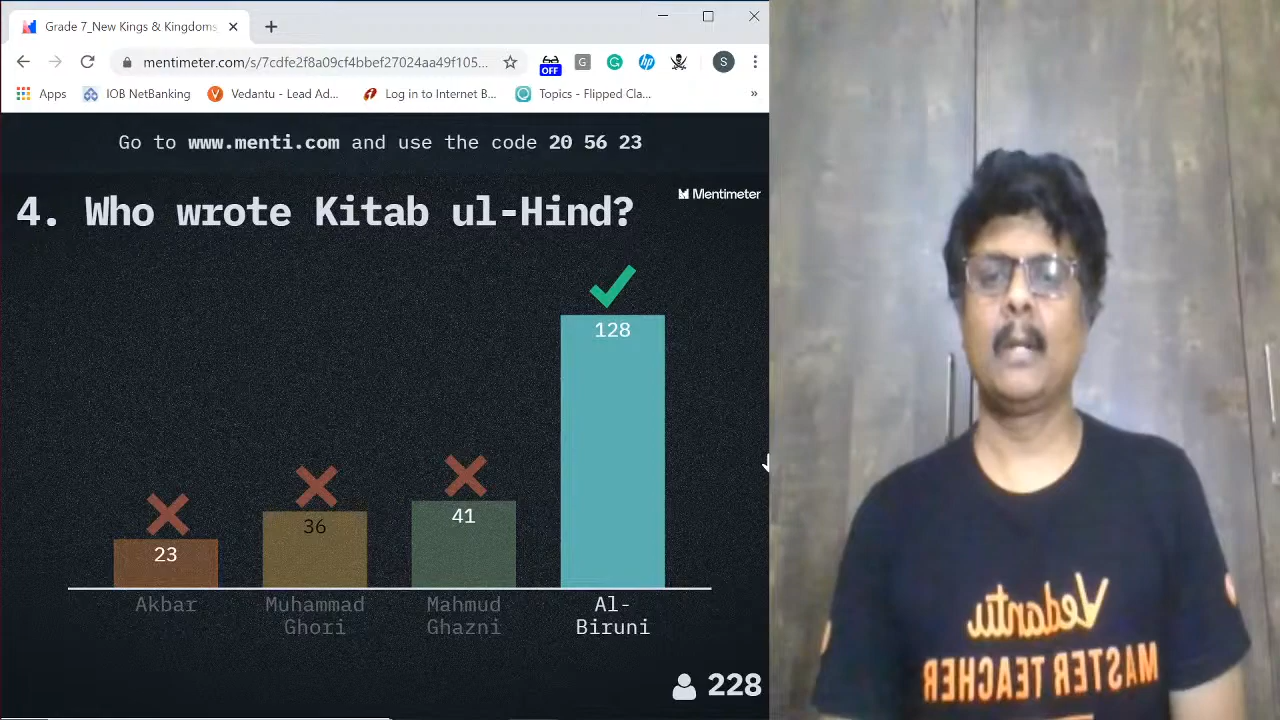 Grade 7_New Kings & Kingdoms
mentimeter.com/s/7cdfe2f8a09cf4bbef27024aa49f105...
OFF
G
G
hp
S
Apps
IOB NetBanking
Vedantu - Lead Ad...
Log in to Internet B...
Topics - Flipped Cla...
»
Go to www.menti.com and use the code 20 56 23
Mentimeter
4. Who wrote Kitab ul-Hind?
128
23
36
41
Akbar
Muhammad
Ghori
Mahmud
Ghazni
Al-
Biruni
228
Vedantu
MASTER TEACHER